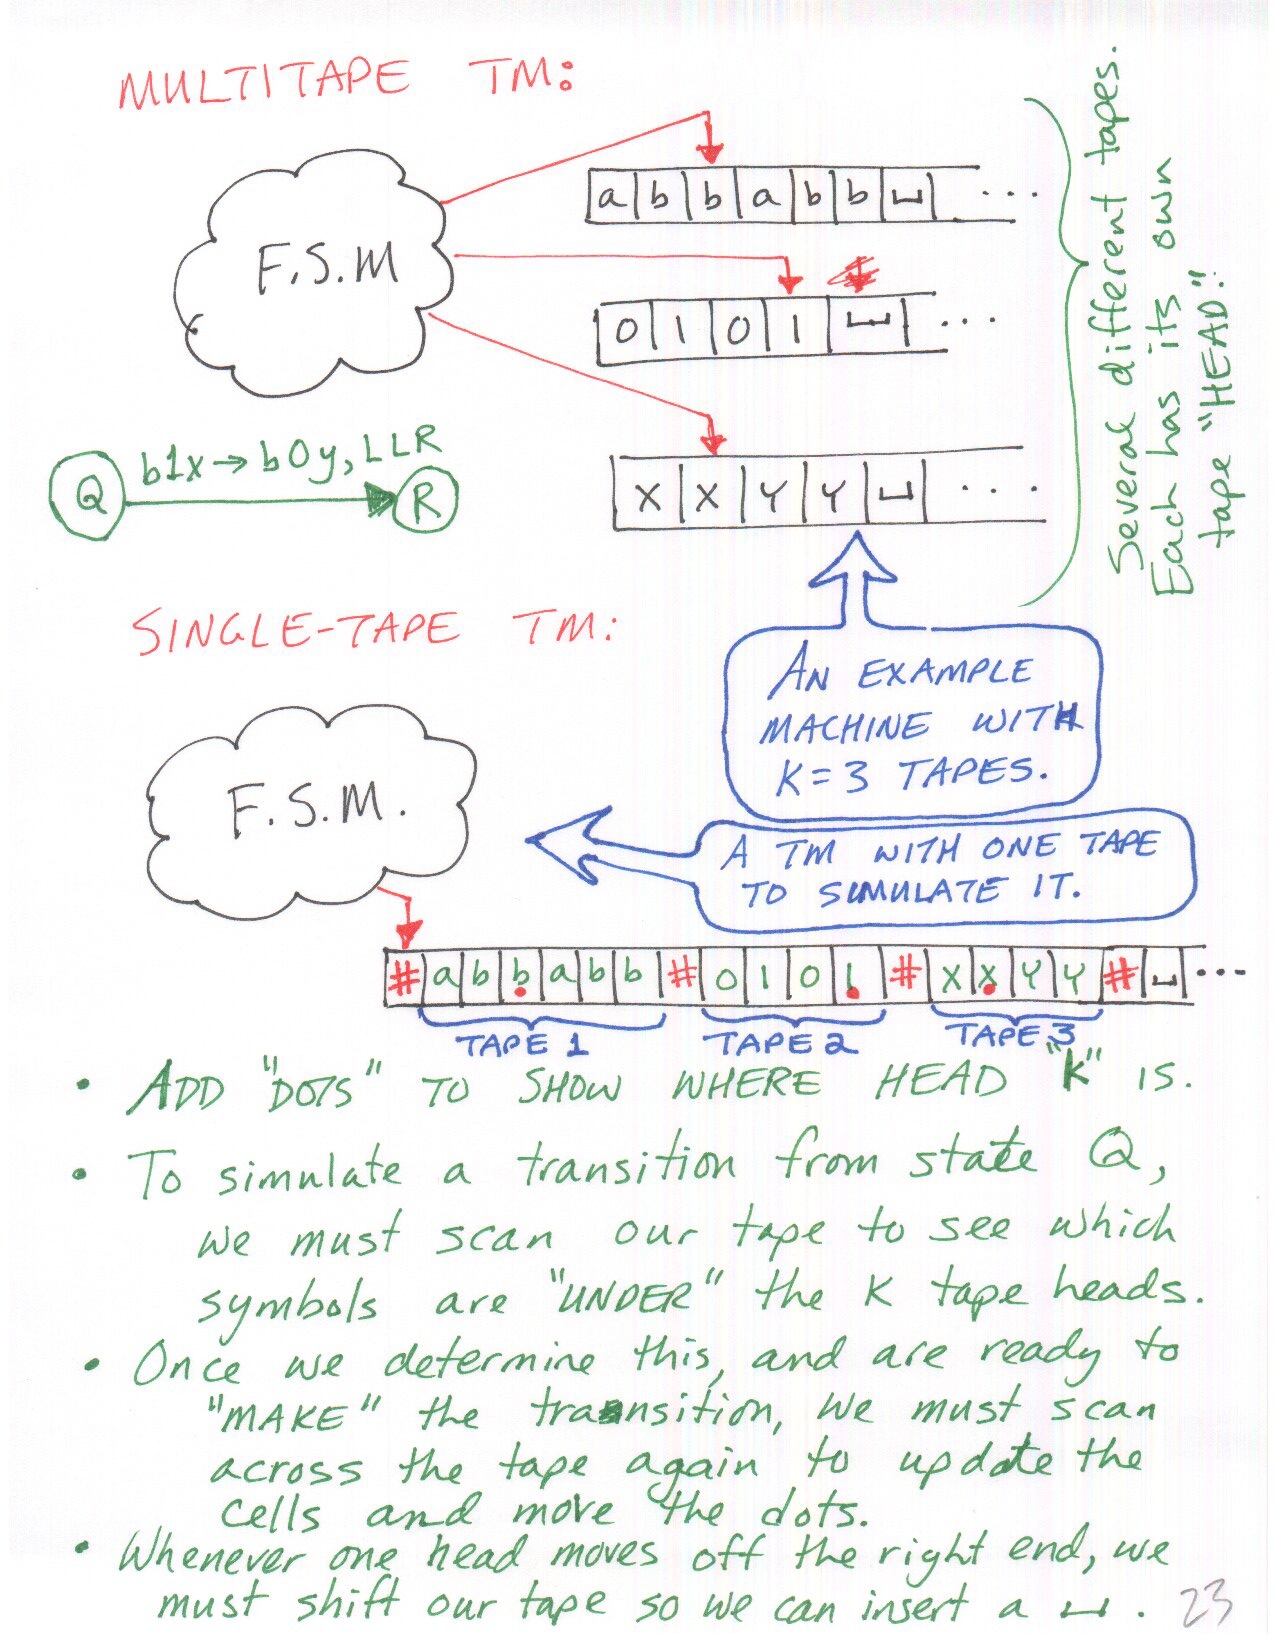 MULTITAPE TM:
F.S.M
a b b a b b ␣ ...
0 1 0 1 ␣ ...
x x y y ␣ ...
Several different tapes.
Each has its own
tape "HEAD".
Q b1x→b0y, LLR R
SINGLE-TAPE TM:
AN EXAMPLE
MACHINE WITH
K=3 TAPES.
F.S.M.
A TM WITH ONE TAPE
TO SIMULATE IT.
# a b b a b b # 0 1 0 1 # x x y y # ␣ ...
TAPE 1 TAPE 2 TAPE 3
• ADD "DOTS" TO SHOW WHERE HEAD "K" IS.
• To simulate a transition from state Q,
we must scan our tape to see which
symbols are "UNDER" the K tape heads.
• Once we determine this, and are ready to
"MAKE" the transition, we must scan
across the tape again to update the
cells and move the dots.
• Whenever one head moves off the right end, we
must shift our tape so we can insert a ␣.
23